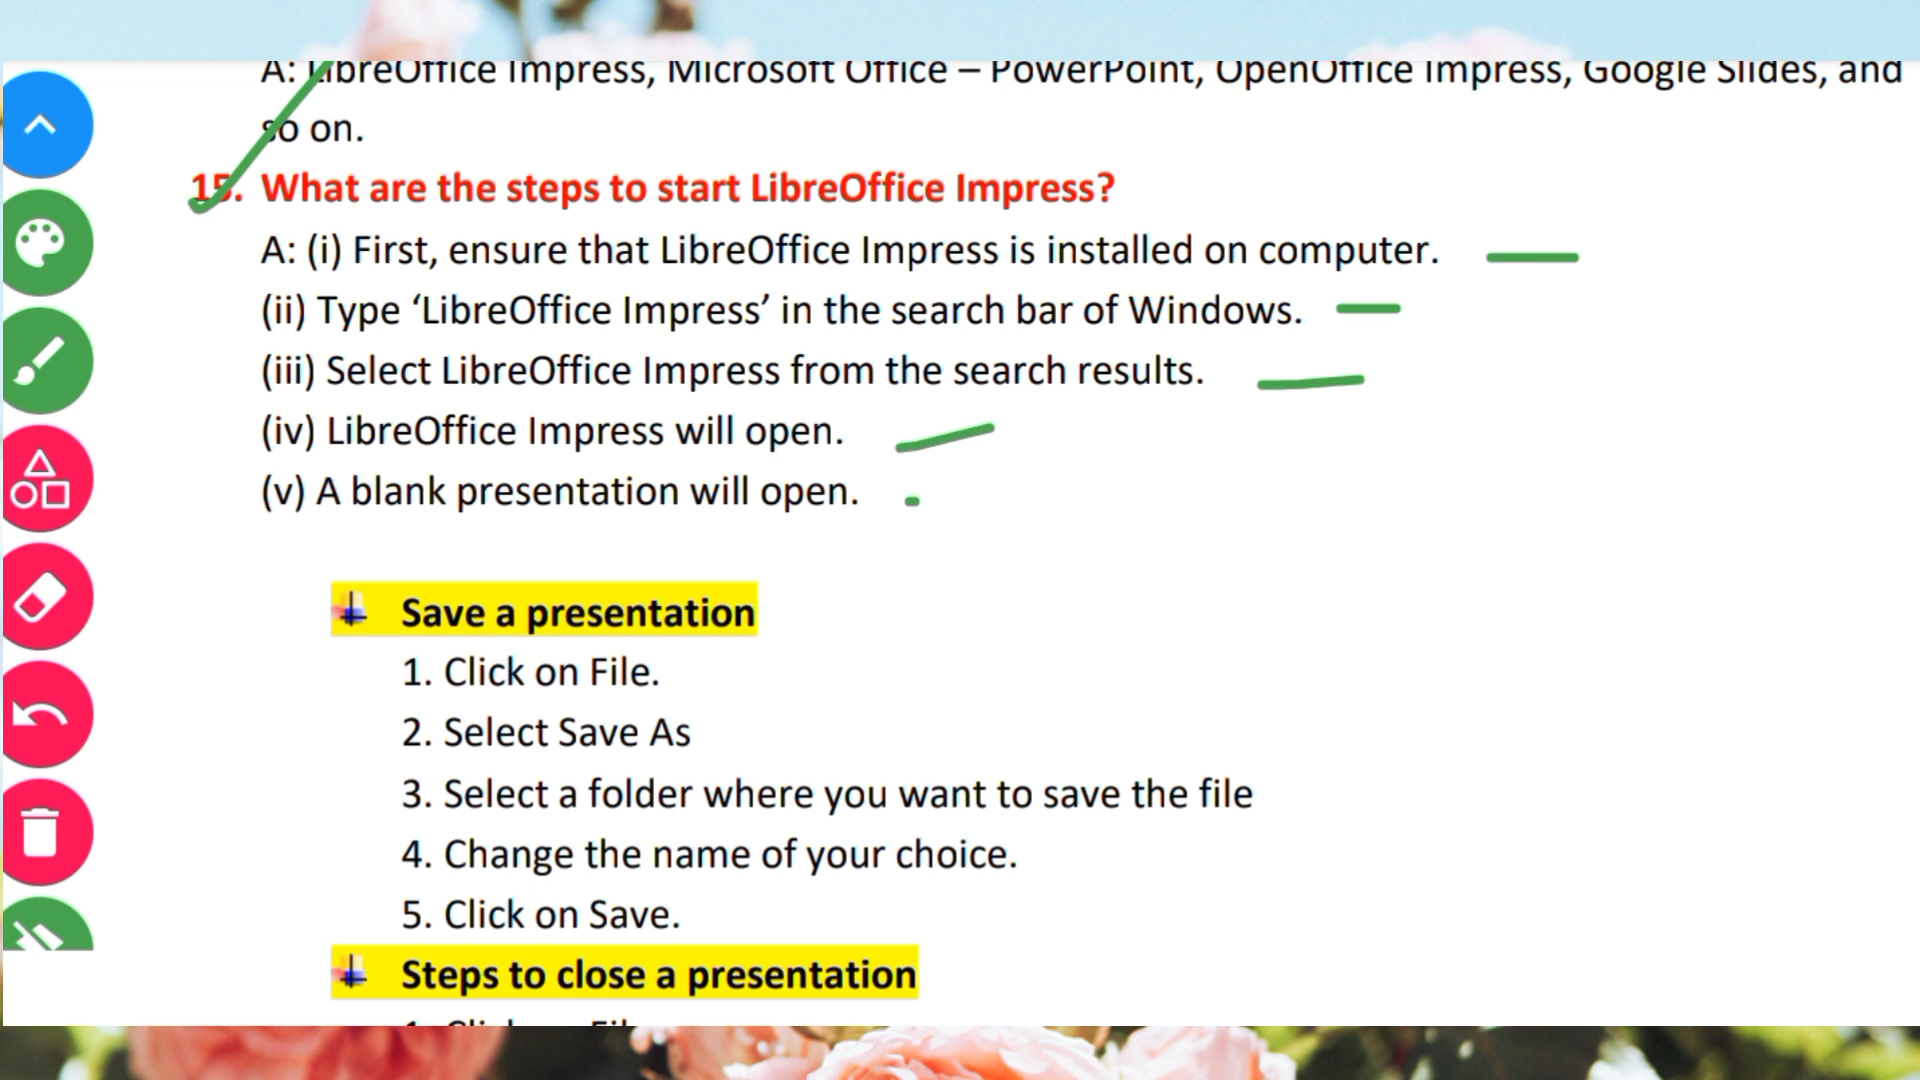 A: LibreOffice Impress, Microsoft Office – PowerPoint, OpenOffice Impress, Google Slides, and
so on.
15. What are the steps to start LibreOffice Impress?
A: (i) First, ensure that LibreOffice Impress is installed on computer.
(ii) Type ‘LibreOffice Impress’ in the search bar of Windows.
(iii) Select LibreOffice Impress from the search results.
(iv) LibreOffice Impress will open.
(v) A blank presentation will open.
Save a presentation
1. Click on File.
2. Select Save As
3. Select a folder where you want to save the file
4. Change the name of your choice.
5. Click on Save.
Steps to close a presentation